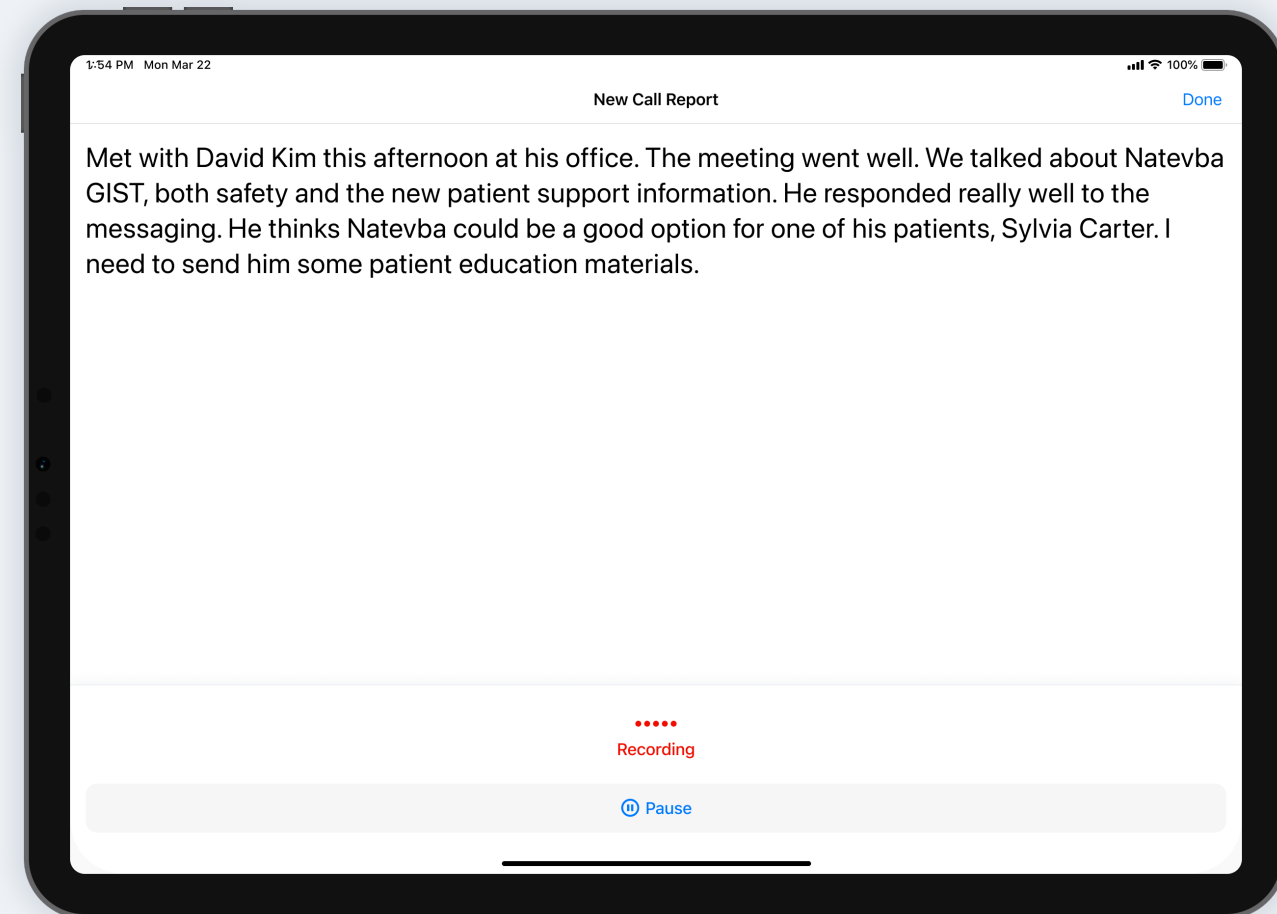 1:54 PM Mon Mar 22
100%
New Call Report
Done
Met with David Kim this afternoon at his office. The meeting went well. We talked about Natevba
GIST, both safety and the new patient support information. He responded really well to the
messaging. He thinks Natevba could be a good option for one of his patients, Sylvia Carter. I
need to send him some patient education materials.
Recording
Pause